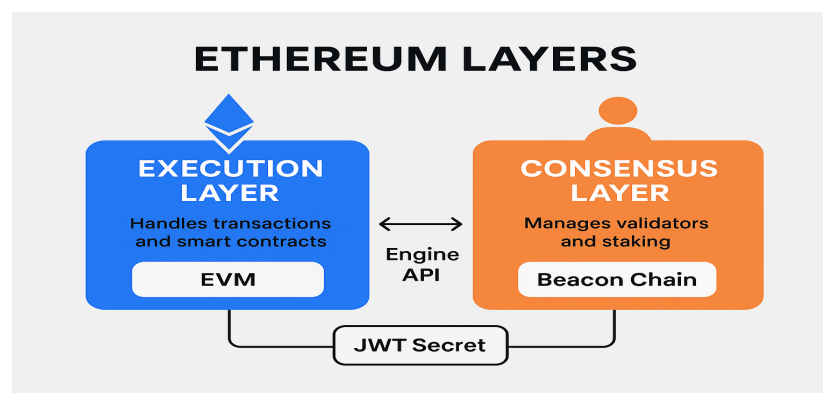 ETHEREUM LAYERS
EXECUTION
LAYER
Handles transactions
and smart contracts
EVM
Engine
API
CONSENSUS
LAYER
Manages validators
and staking
Beacon Chain
JWT Secret